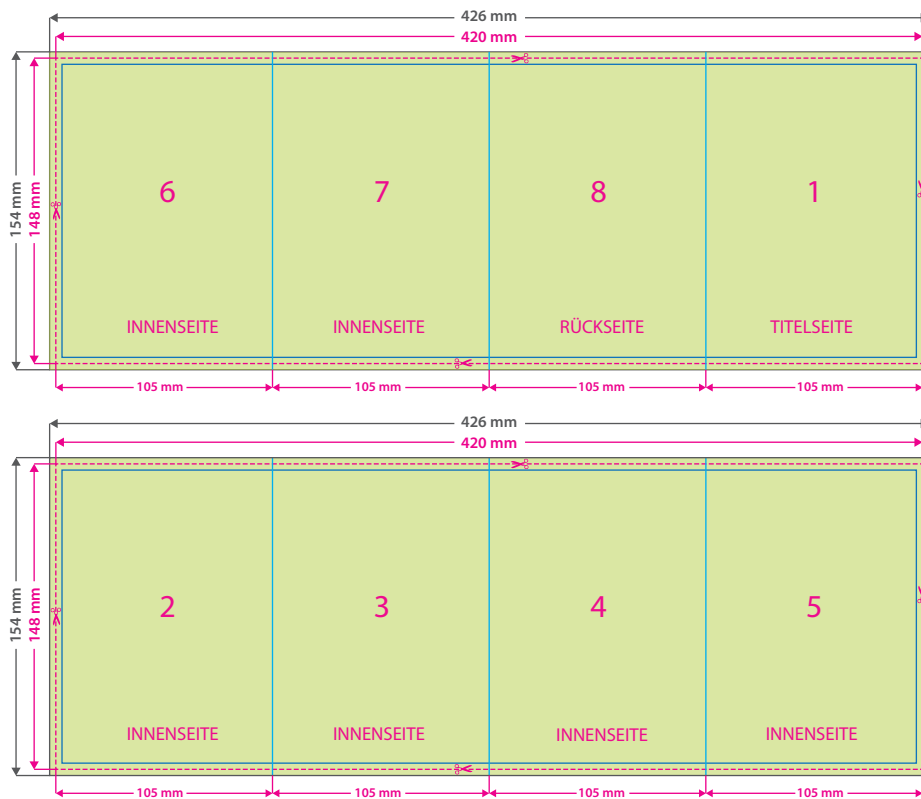 426 mm
420 mm
154 mm
148 mm
6
7
8
1
INNENSEITE
INNENSEITE
RÜCKSEITE
TITELSEITE
105 mm
105 mm
105 mm
105 mm
426 mm
420 mm
154 mm
148 mm
2
3
4
5
INNENSEITE
INNENSEITE
INNENSEITE
INNENSEITE
105 mm
105 mm
105 mm
105 mm